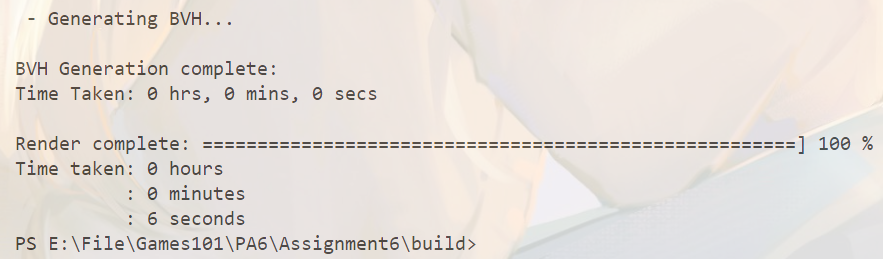 - Generating BVH...
BVH Generation complete:
Time Taken: 0 hrs, 0 mins, 0 secs
Render complete: ======================================================] 100 %
Time taken: 0 hours
: 0 minutes
: 6 seconds
PS E:\File\Games101\PA6\Assignment6\build>